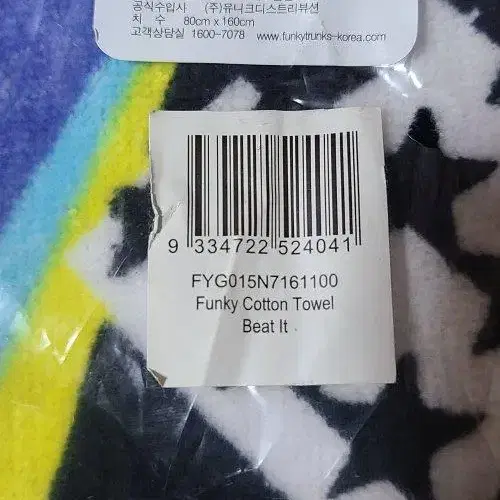 공식수입사 (주)유니크디스트리뷰션
치 수 80cm x 160cm
고객상담실 1600-7078 www.funkytrunks-korea.com
9 334722 524041
FYG015N7161100
Funky Cotton Towel
Beat It